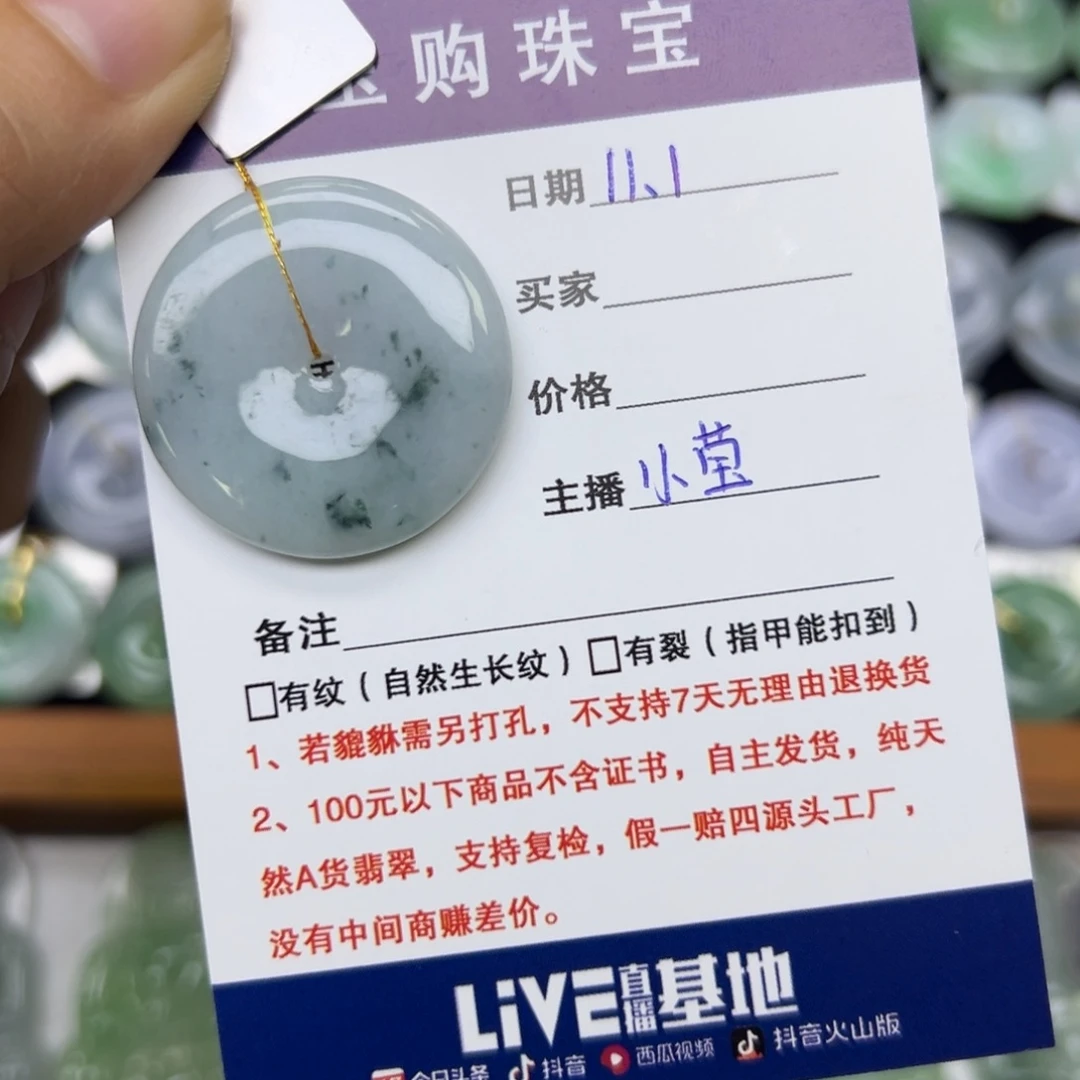 购珠宝
日期 11、1
买家
价格
主播 小莹
备注
□有纹（自然生长纹）□有裂（指甲能扣到）
1、若貔貅需另打孔，不支持7天无理由退换货
2、100元以下商品不含证书，自主发货，纯天
然A货翡翠，支持复检，假一赔四源头工厂，
没有中间商赚差价。
LiVE直播基地
今日头条 抖音 西瓜视频 抖音火山版